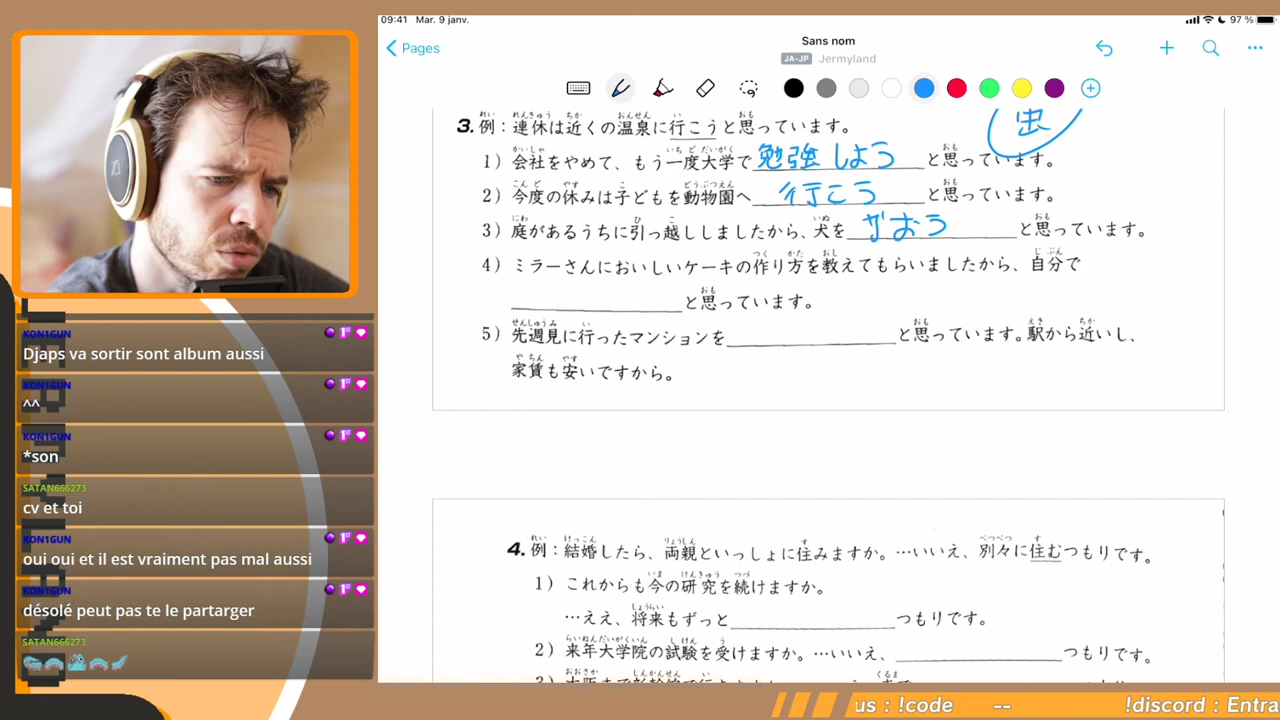 09:41 Mar. 9 janv.
97 %
Pages
Sans nom
JA-JP Jermyland
3. 例：連休は近くの温泉に行こうと思っています。
1）会社をやめて、もう一度大学で勉強しようと思っています。
2）今度の休みは子どもを動物園へ行こうと思っています。
3）庭があるうちに引っ越ししましたから、犬をがおうと思っています。
4）ミラーさんにおいしいケーキの作り方を教えてもらいましたから、自分で
と思っています。
5）先週見に行ったマンションを と思っています。駅から近いし、
家賃も安いですから。
4. 例：結婚したら、両親といっしょに住みますか。…いいえ、別々に住むつもりです。
1）これからも今の研究を続けますか。
…ええ、将来もずっと つもりです。
2）来年大学院の試験を受けますか。…いいえ、 つもりです。
KON1GUN
Djaps va sortir sont album aussi
KON1GUN
^^
KON1GUN
*son
SATAN666273
cv et toi
KON1GUN
oui oui et il est vraiment pas mal aussi
KON1GUN
désolé peut pas te le partarger
SATAN666273
us : !code -- !discord : Entra